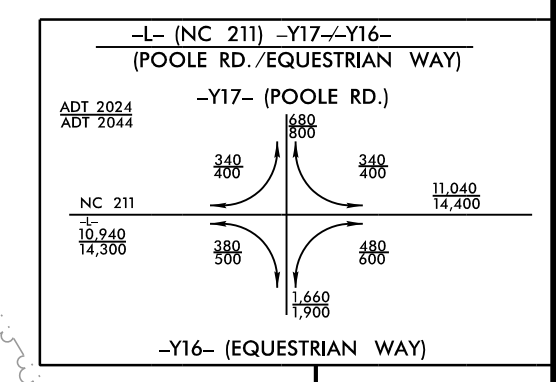 –L– (NC 211) –Y17–/–Y16–
(POOLE RD./EQUESTRIAN WAY)
–Y17– (POOLE RD.)
ADT 2024
ADT 2044
680
800
340
400
340
400
11,040
14,400
NC 211
–L–
10,940
14,300
380
500
480
600
1,660
1,900
–Y16– (EQUESTRIAN WAY)